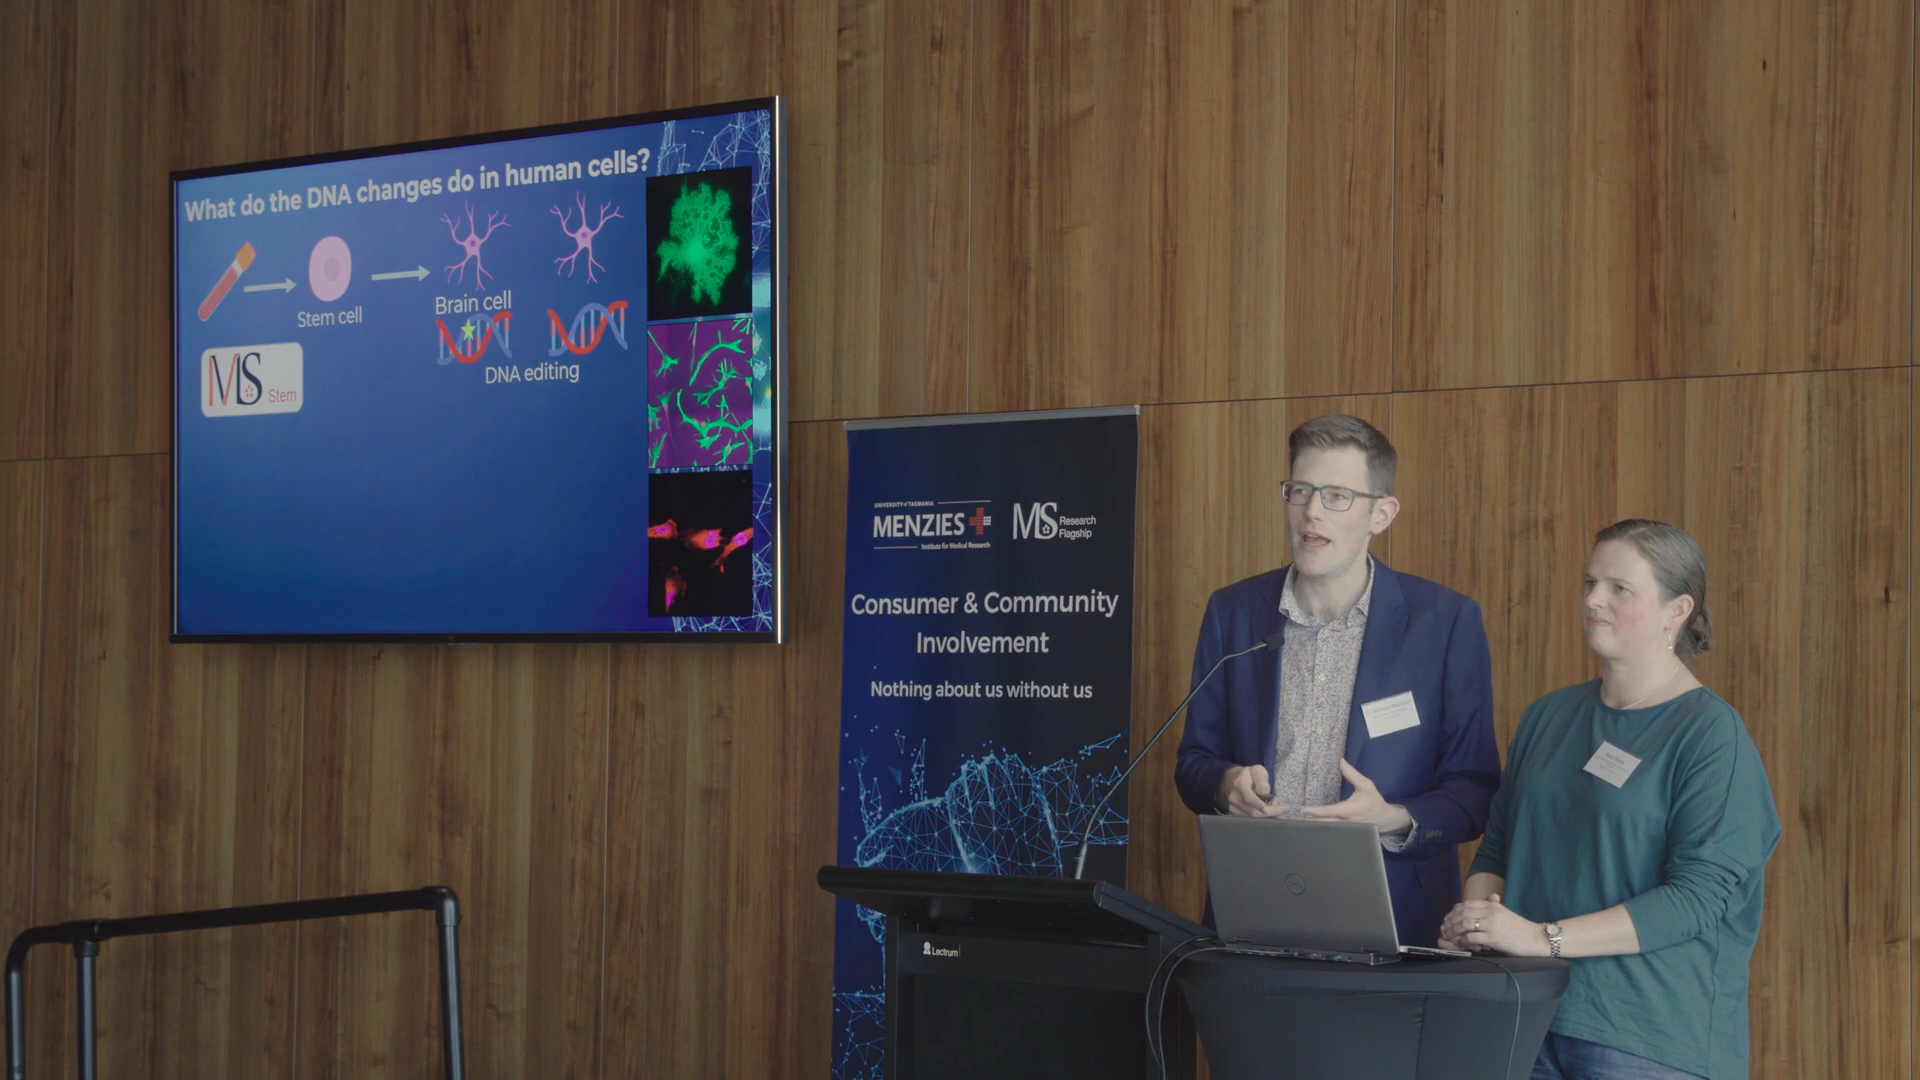 What do the DNA changes do in human cells?
Stem cell
Brain cell
DNA editing
MS Stem
UNIVERSITY of TASMANIA
MENZIES
Institute for Medical Research
MS Research
Flagship
Consumer & Community
Involvement
Nothing about us without us
Lectrum
DELL